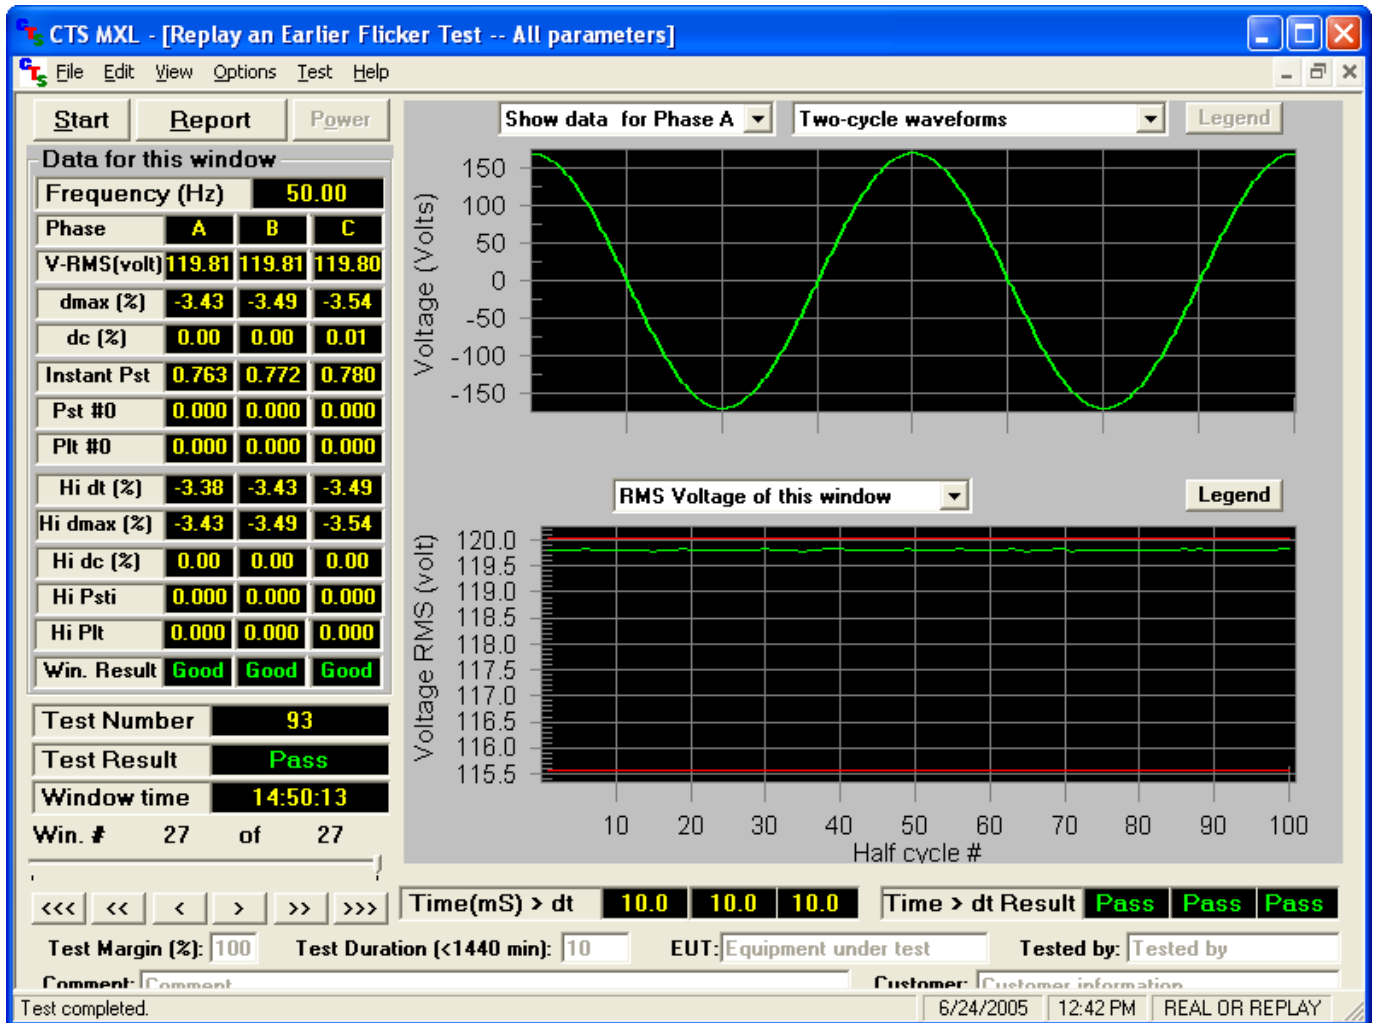 CTS MXL - [Replay an Earlier Flicker Test -- All parameters]
File Edit View Options Test Help
Start Report Power
Show data for Phase A Two-cycle waveforms Legend
Data for this window
Frequency (Hz) 50.00
Phase A B C
V-RMS(volt) 119.81 119.81 119.80
dmax (%) -3.43 -3.49 -3.54
dc (%) 0.00 0.00 0.01
Instant Pst 0.763 0.772 0.780
Pst #0 0.000 0.000 0.000
Plt #0 0.000 0.000 0.000
Hi dt (%) -3.38 -3.43 -3.49
Hi dmax (%) -3.43 -3.49 -3.54
Hi dc (%) 0.00 0.00 0.00
Hi Psti 0.000 0.000 0.000
Hi Plt 0.000 0.000 0.000
Win. Result Good Good Good
Test Number 93
Test Result Pass
Window time 14:50:13
Win. # 27 of 27
<<< << < > >> >>>
Voltage (Volts)
150
100
50
0
-50
-100
-150
RMS Voltage of this window Legend
Voltage RMS (volt)
120.0
119.5
119.0
118.5
118.0
117.5
117.0
116.5
116.0
115.5
10 20 30 40 50 60 70 80 90 100
Half cycle #
Time(mS) > dt 10.0 10.0 10.0 Time > dt Result Pass Pass Pass
Test Margin (%): 100 Test Duration (<1440 min): 10 EUT: Equipment under test Tested by: Tested by
Comment: Comment Customer: Customer information
Test completed. 6/24/2005 12:42 PM REAL OR REPLAY